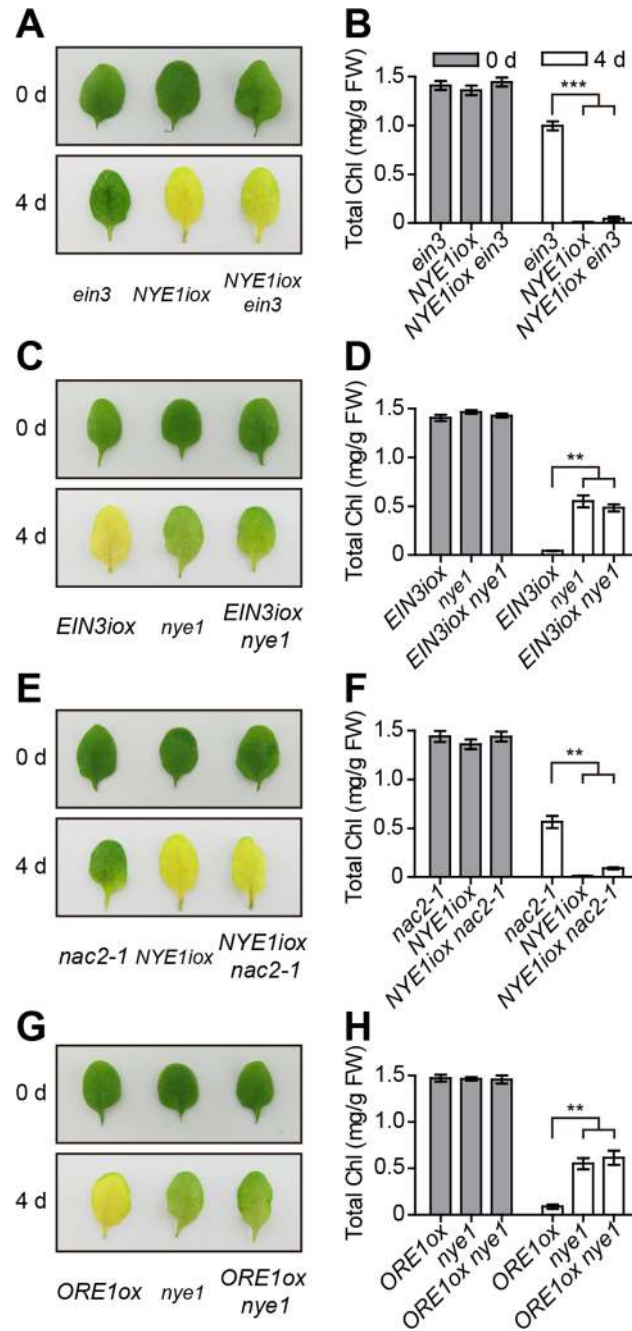 A
0 d
4 d
ein3 NYE1iox NYE1iox
ein3
B
0 d 4 d
Total Chl (mg/g FW)
1.5
1.0
0.5
0
***
ein3
NYE1iox
NYE1iox ein3
ein3
NYE1iox
NYE1iox ein3
C
0 d
4 d
EIN3iox nye1 EIN3iox
nye1
D
Total Chl (mg/g FW)
1.5
1.0
0.5
0
**
EIN3iox
nye1
EIN3iox nye1
EIN3iox
nye1
EIN3iox nye1
E
0 d
4 d
nac2-1 NYE1iox NYE1iox
nac2-1
F
Total Chl (mg/g FW)
1.5
1.0
0.5
0
**
nac2-1
NYE1iox
NYE1iox nac2-1
nac2-1
NYE1iox
NYE1iox nac2-1
G
0 d
4 d
ORE1ox nye1 ORE1ox
nye1
H
Total Chl (mg/g FW)
1.5
1.0
0.5
0
**
ORE1ox
nye1
ORE1ox nye1
ORE1ox
nye1
ORE1ox nye1